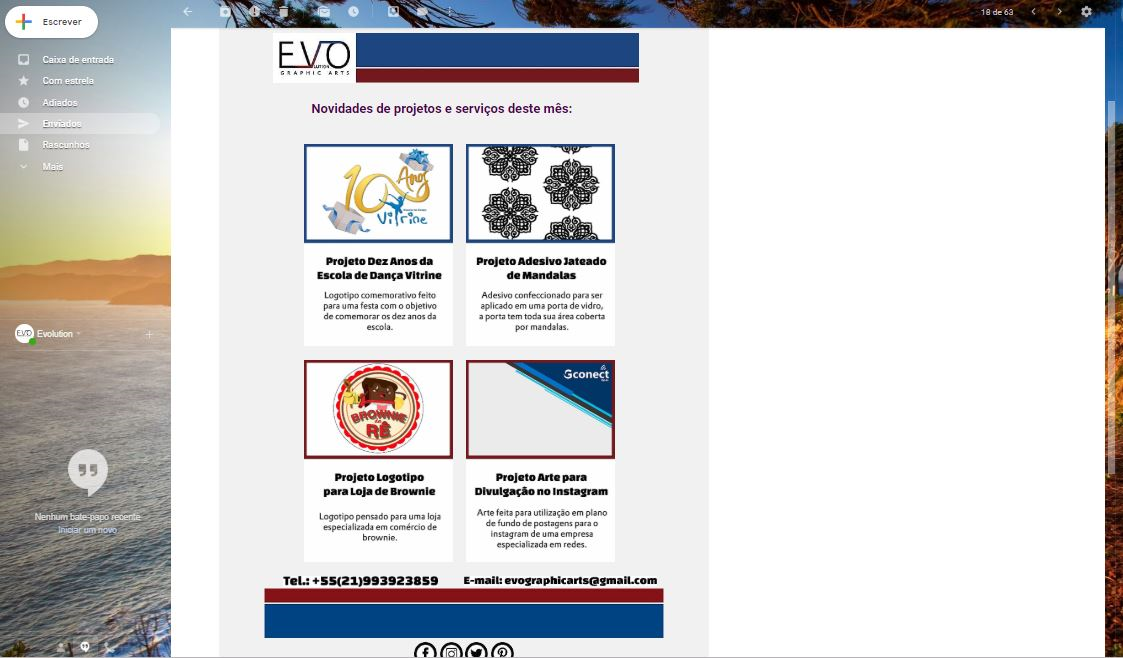 Escrever
18 de 63
Caixa de entrada
Com estrela
Adiados
Enviados
Rascunhos
Mais
Evolution
Nenhum bate-papo recente
Iniciar um novo
EVO
LUTION
GRAPHIC ARTS
Novidades de projetos e serviços deste mês:
10 Anos
Vitrine
Projeto Dez Anos da
Escola de Dança Vitrine
Logotipo comemorativo feito
para uma festa com o objetivo
de comemorar os dez anos da
escola.
Projeto Adesivo Jateado
de Mandalas
Adesivo confeccionado para ser
aplicado em uma porta de vidro,
a porta tem toda sua área coberta
por mandalas.
BROWNIE
RÊ
Projeto Logotipo
para Loja de Brownie
Logotipo pensado para uma loja
especializada em comércio de
brownie.
Gconect
Projeto Arte para
Divulgação no Instagram
Arte feita para utilização em plano
de fundo de postagens para o
instagram de uma empresa
especializada em redes.
Tel.: +55(21)993923859
E-mail: evographicarts@gmail.com